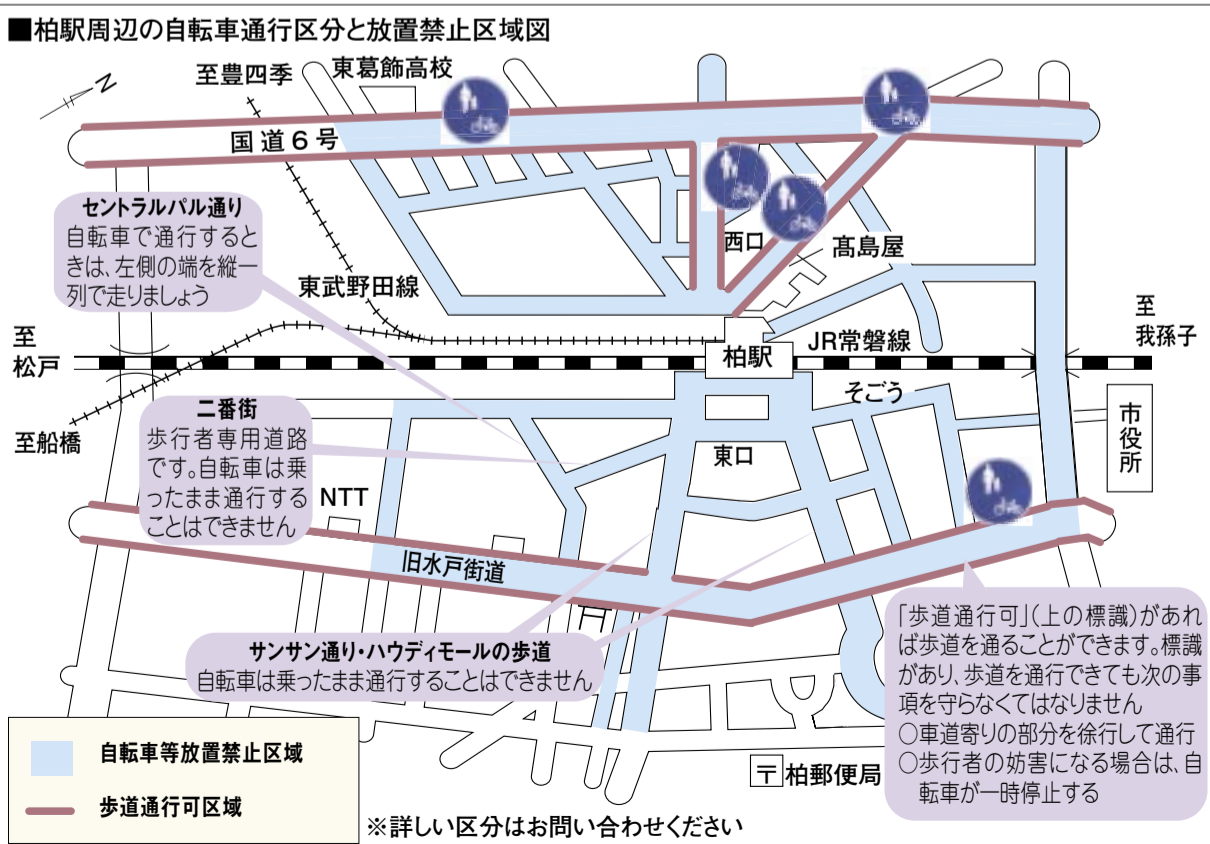 ■柏駅周辺の自転車通行区分と放置禁止区域図
N
至豊四季
東葛飾高校
国道6号
セントラルパル通り
自転車で通行すると
きは、左側の端を縦一
列で走りましょう
西口
髙島屋
東武野田線
至
松戸
柏駅
JR常磐線
至
我孫子
至船橋
二番街
歩行者専用道路
です。自転車は乗
ったまま通行する
ことはできません
そごう
東口
市役所
NTT
旧水戸街道
サンサン通り・ハウディモールの歩道
自転車は乗ったまま通行することはできません
「歩道通行可」(上の標識)があれ
ば歩道を通ることができます。標識
があり、歩道を通行できても次の事
項を守らなくてはなりません
○車道寄りの部分を徐行して通行
○歩行者の妨害になる場合は、自
転車が一時停止する
自転車等放置禁止区域
歩道通行可区域
〒柏郵便局
※詳しい区分はお問い合わせください